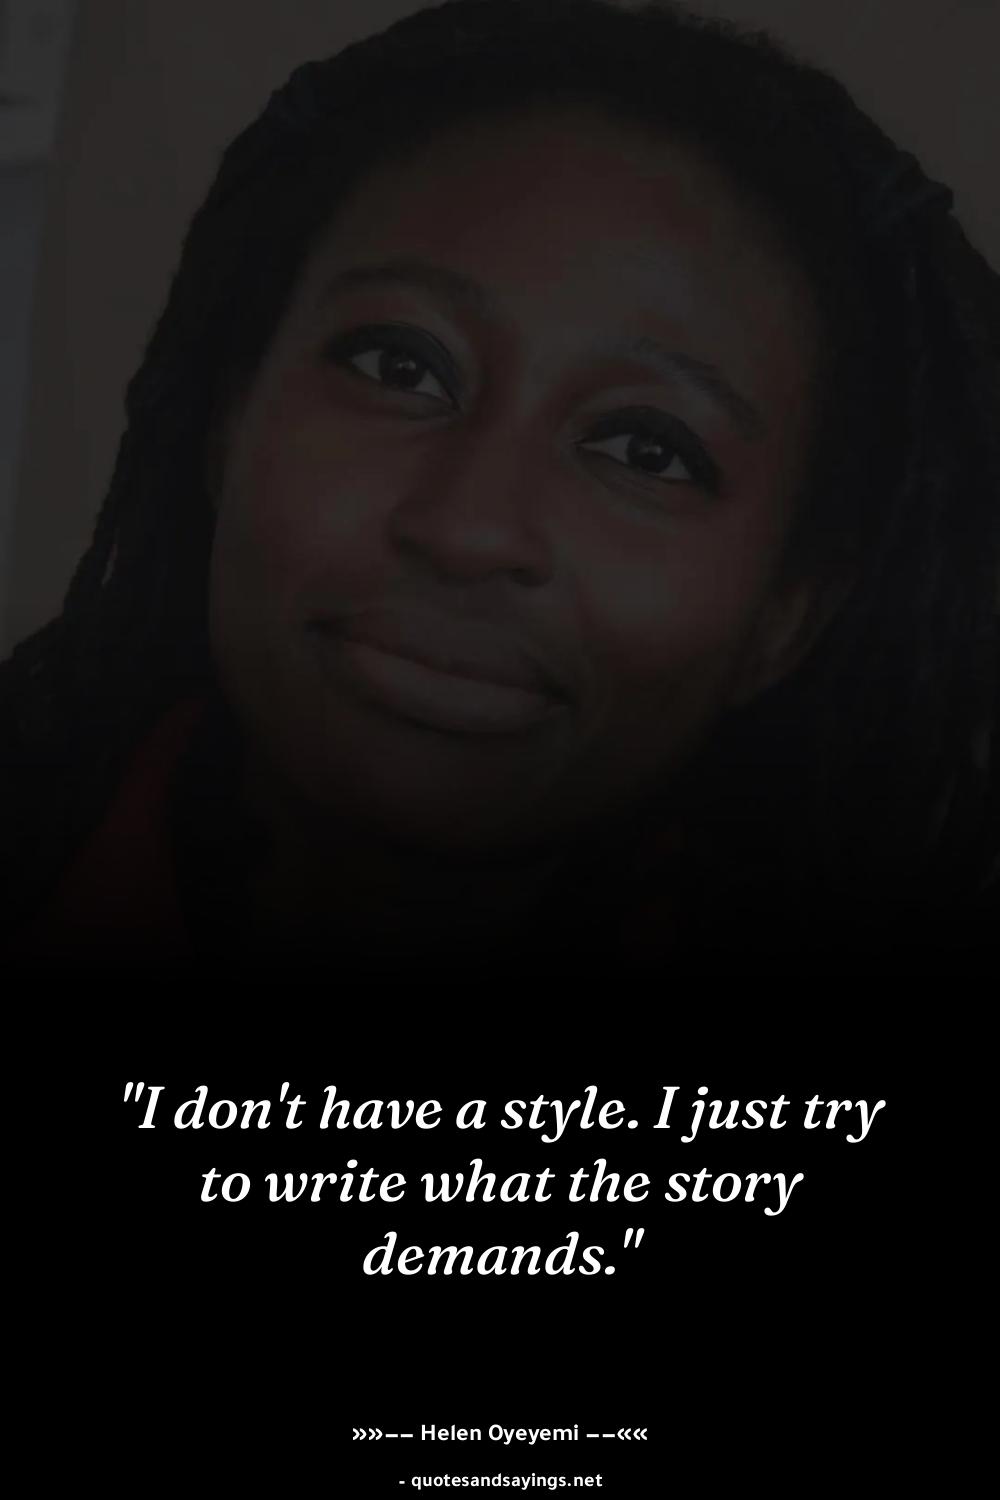 "I don't have a style. I just try
to write what the story
demands."
»»−− Helen Oyeyemi −−««
- quotesandsayings.net